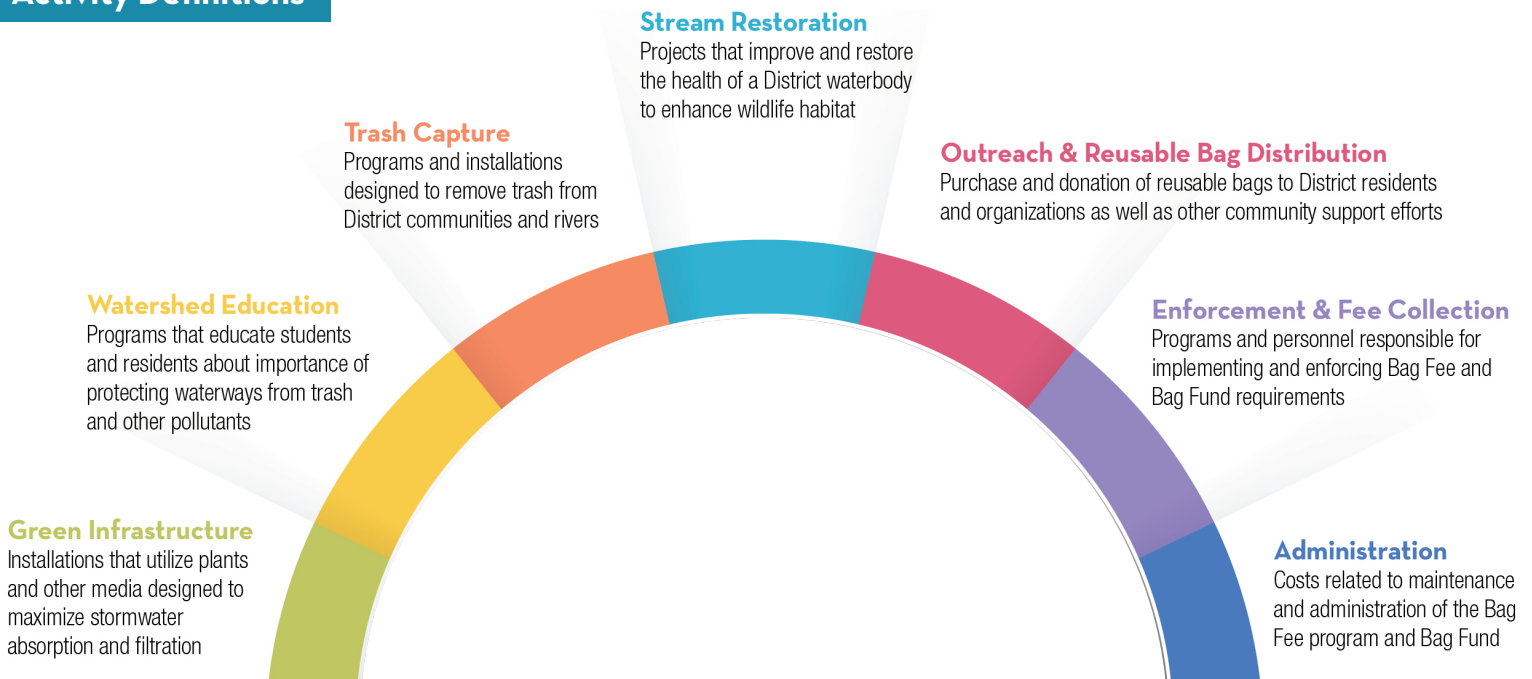 Activity Definitions
Stream Restoration
Projects that improve and restore
the health of a District waterbody
to enhance wildlife habitat
Trash Capture
Programs and installations
designed to remove trash from
District communities and rivers
Outreach & Reusable Bag Distribution
Purchase and donation of reusable bags to District residents
and organizations as well as other community support efforts
Watershed Education
Programs that educate students
and residents about importance of
protecting waterways from trash
and other pollutants
Enforcement & Fee Collection
Programs and personnel responsible for
implementing and enforcing Bag Fee and
Bag Fund requirements
Green Infrastructure
Installations that utilize plants
and other media designed to
maximize stormwater
absorption and filtration
Administration
Costs related to maintenance
and administration of the Bag
Fee program and Bag Fund